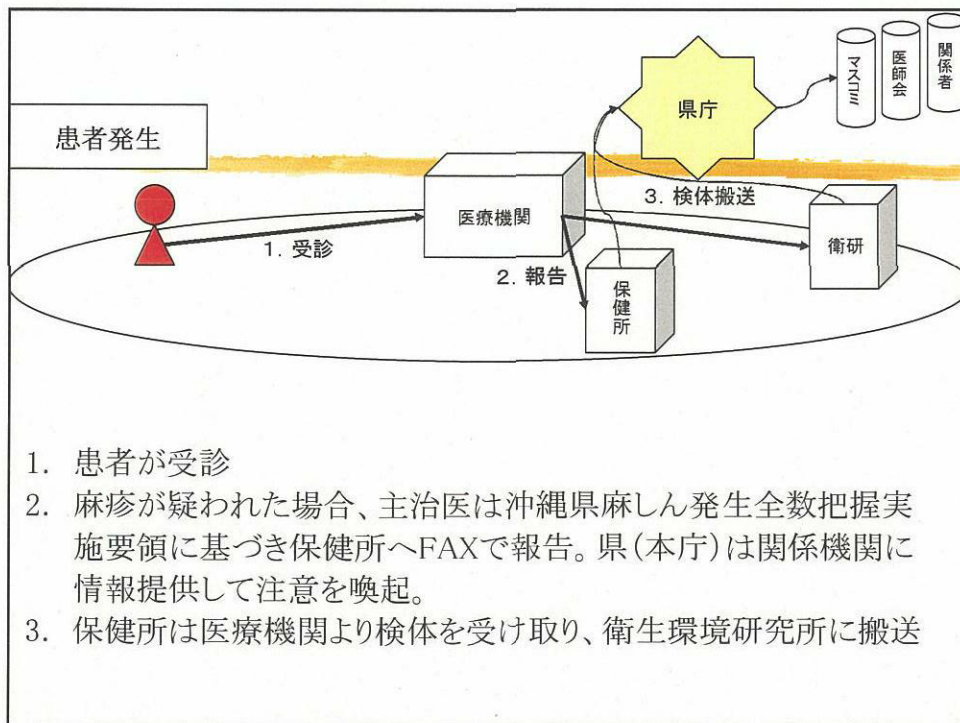 患者発生
県庁
マスコミ
医師会
関係者
医療機関
1. 受診
2. 報告
保健所
3. 検体搬送
衛研
1. 患者が受診
2. 麻疹が疑われた場合、主治医は沖縄県麻しん発生全数把握実
施要領に基づき保健所へFAXで報告。県(本庁)は関係機関に
情報提供して注意を喚起。
3. 保健所は医療機関より検体を受け取り、衛生環境研究所に搬送